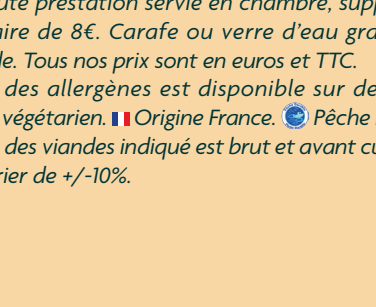 ute prestation servie en chambre, supp
ire de 8€. Carafe ou verre d'eau gra
e. Tous nos prix sont en euros et TTC.
des allergènes est disponible sur de
végétarien. Origine France. Pêche
des viandes indiqué est brut et avant cu
rier de +/-10%.